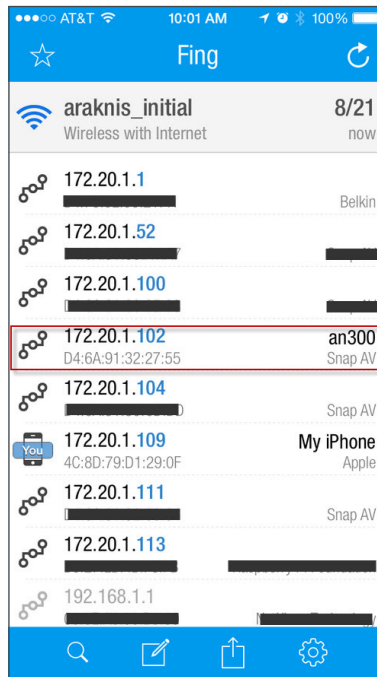 AT&T 10:01 AM 100%
Fing
araknis_initial 8/21
Wireless with Internet now
172.20.1.1
Belkin
172.20.1.52
172.20.1.100
172.20.1.102 an300
D4:6A:91:32:27:55 Snap AV
172.20.1.104
Snap AV
172.20.1.109 My iPhone
You
4C:8D:79:D1:29:0F Apple
172.20.1.111
Snap AV
172.20.1.113
192.168.1.1